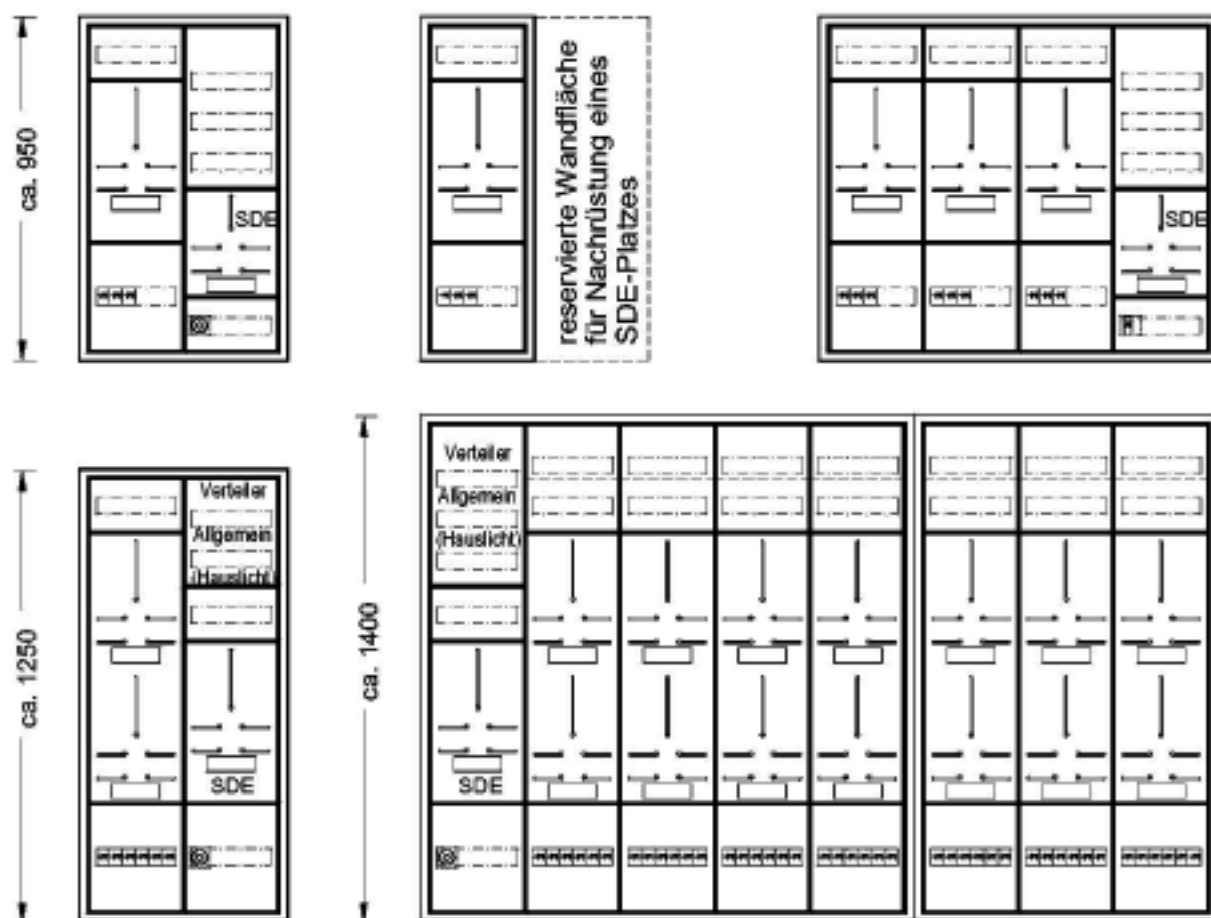 ca. 950
SDE
reservierte Wandfläche
für Nachrüstung eines
SDE-Platzes
SDE
ca. 1250
Verteiler
Allgemein
(Hauslicht)
SDE
ca. 1400
Verteiler
Allgemein
(Hauslicht)
SDE